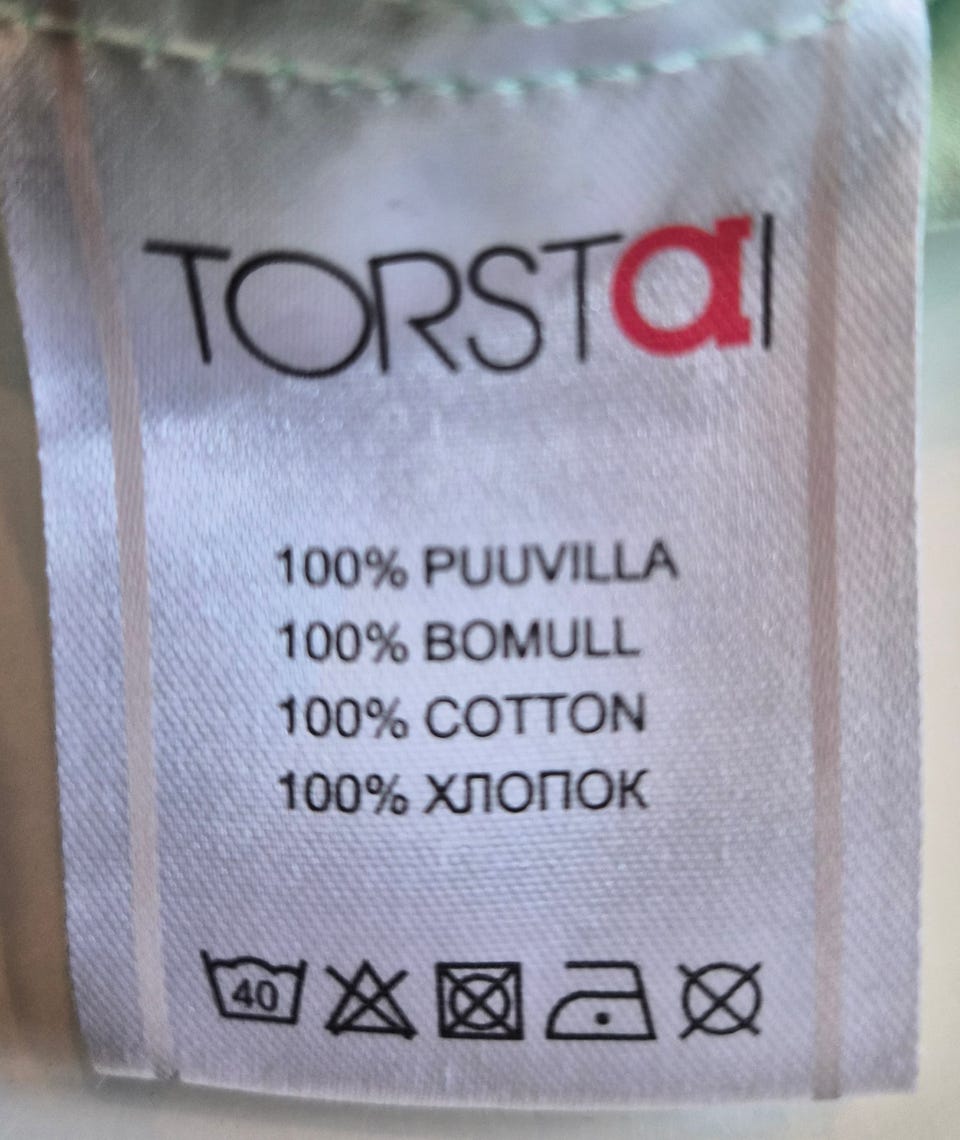 TORSTaI
100% PUUVILLA
100% BOMULL
100% COTTON
100% ХЛОПОК
40